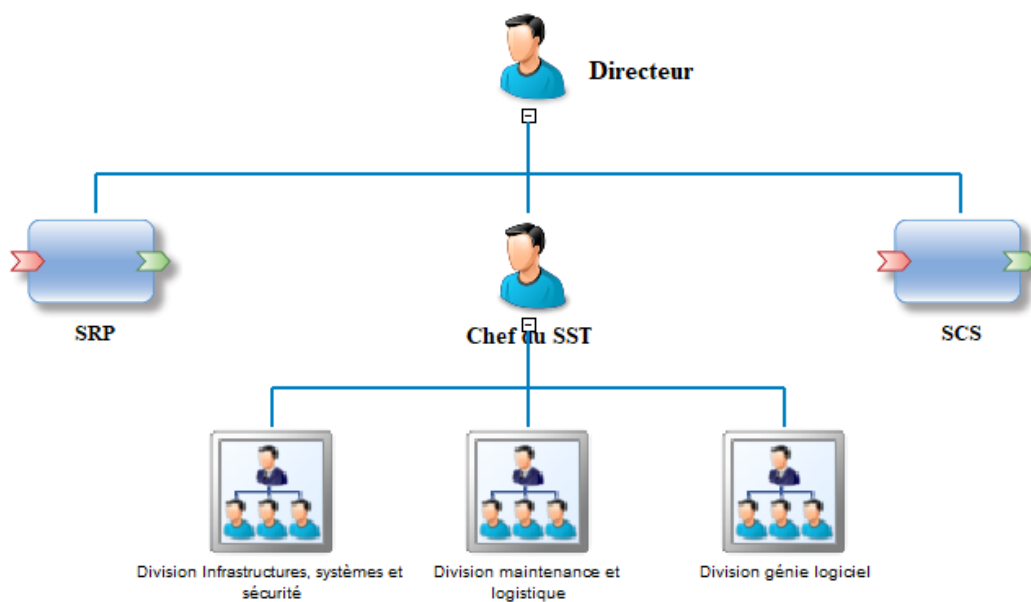 Directeur
SRP
Chef du SST
SCS
Division Infrastructures, systèmes et
sécurité
Division maintenance et
logistique
Division génie logiciel